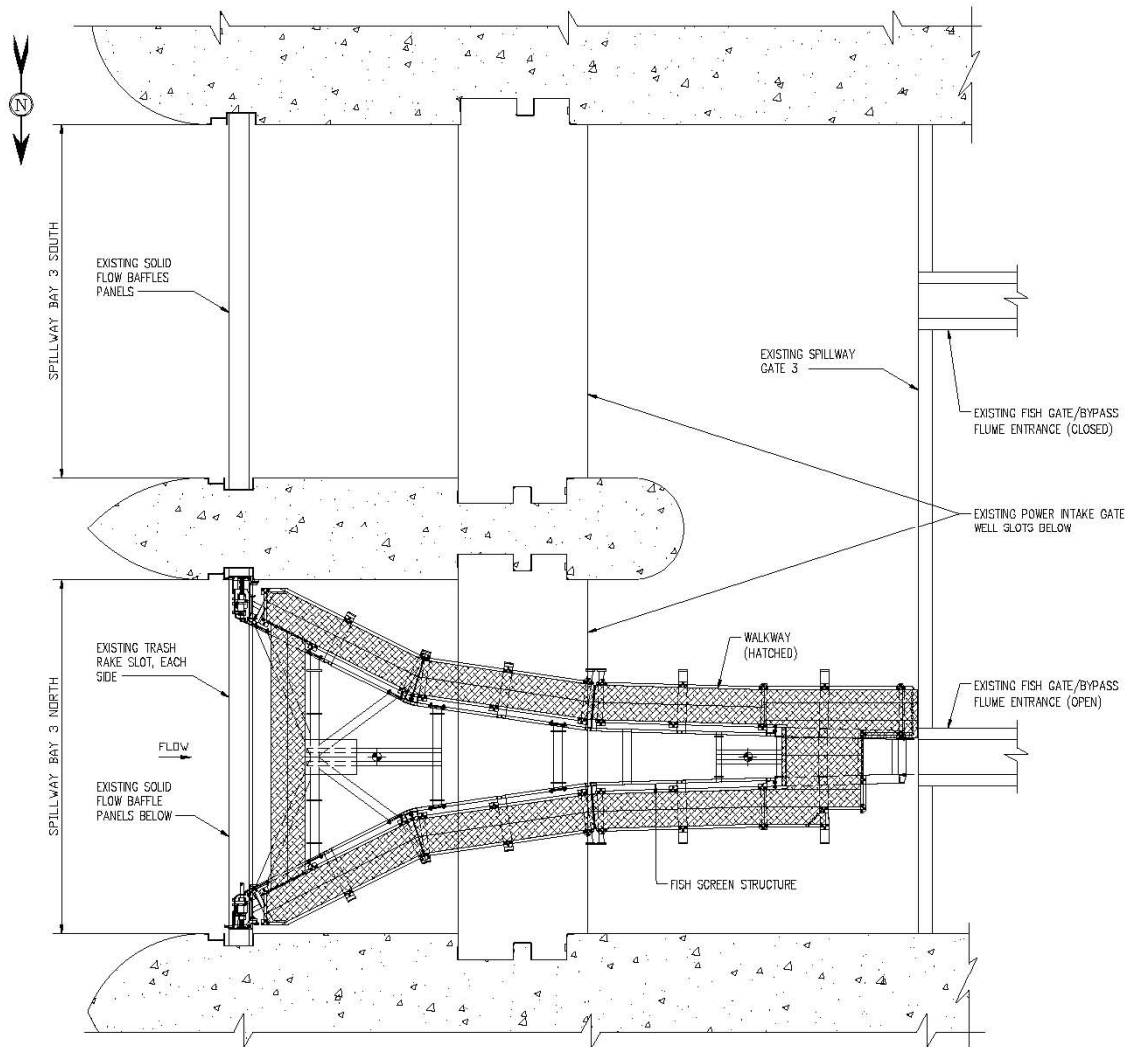 N
SPILLWAY BAY 3 SOUTH
EXISTING SOLID
FLOW BAFFLES
PANELS
EXISTING SPILLWAY
GATE 3
EXISTING FISH GATE/BYPASS
FLUME ENTRANCE (CLOSED)
EXISTING POWER INTAKE GATE
WELL SLOTS BELOW
SPILLWAY BAY 3 NORTH
EXISTING TRASH
RAKE SLOT, EACH
SIDE
WALKWAY
(HATCHED)
EXISTING FISH GATE/BYPASS
FLUME ENTRANCE (OPEN)
FLOW
EXISTING SOLID
FLOW BAFFLE
PANELS BELOW
FISH SCREEN STRUCTURE